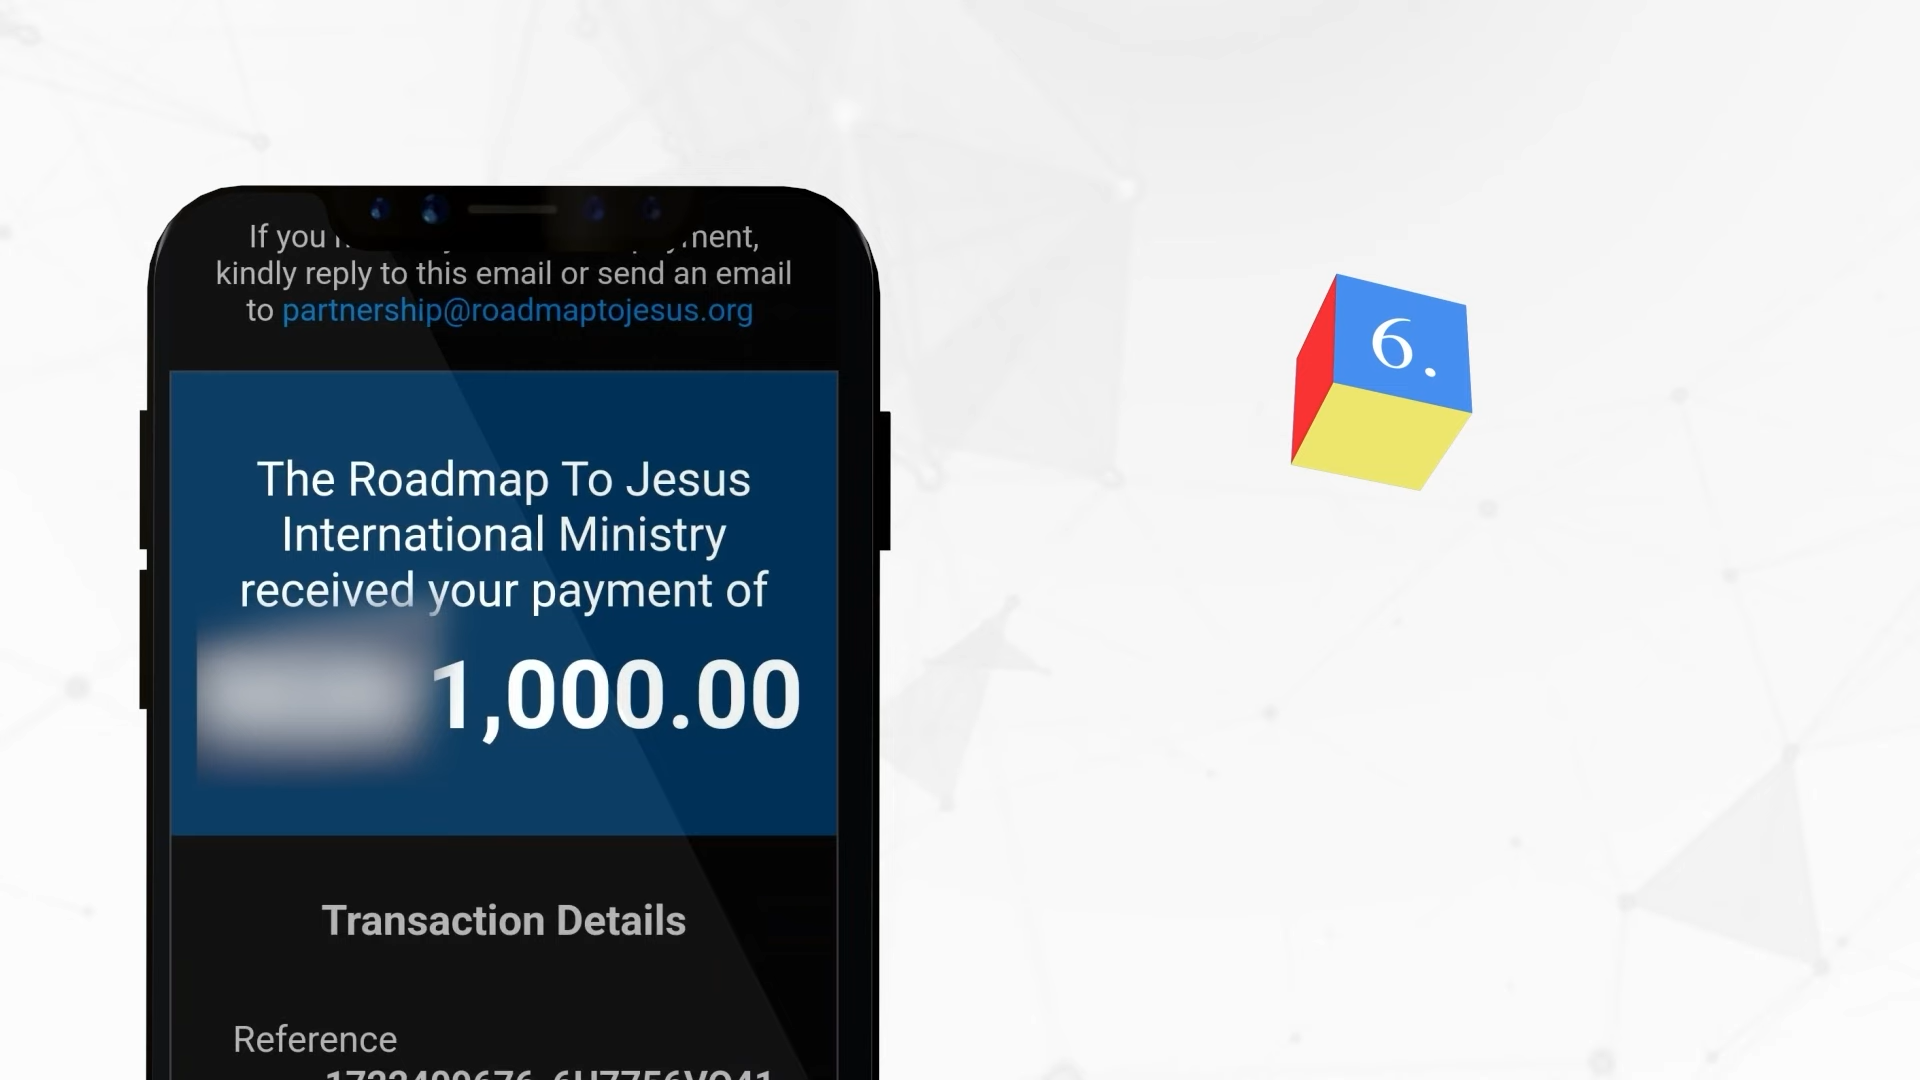 If you
kindly reply to this email or send an email
to partnership@roadmaptojesus.org
The Roadmap To Jesus
International Ministry
received your payment of
1,000.00
Transaction Details
Reference
6.